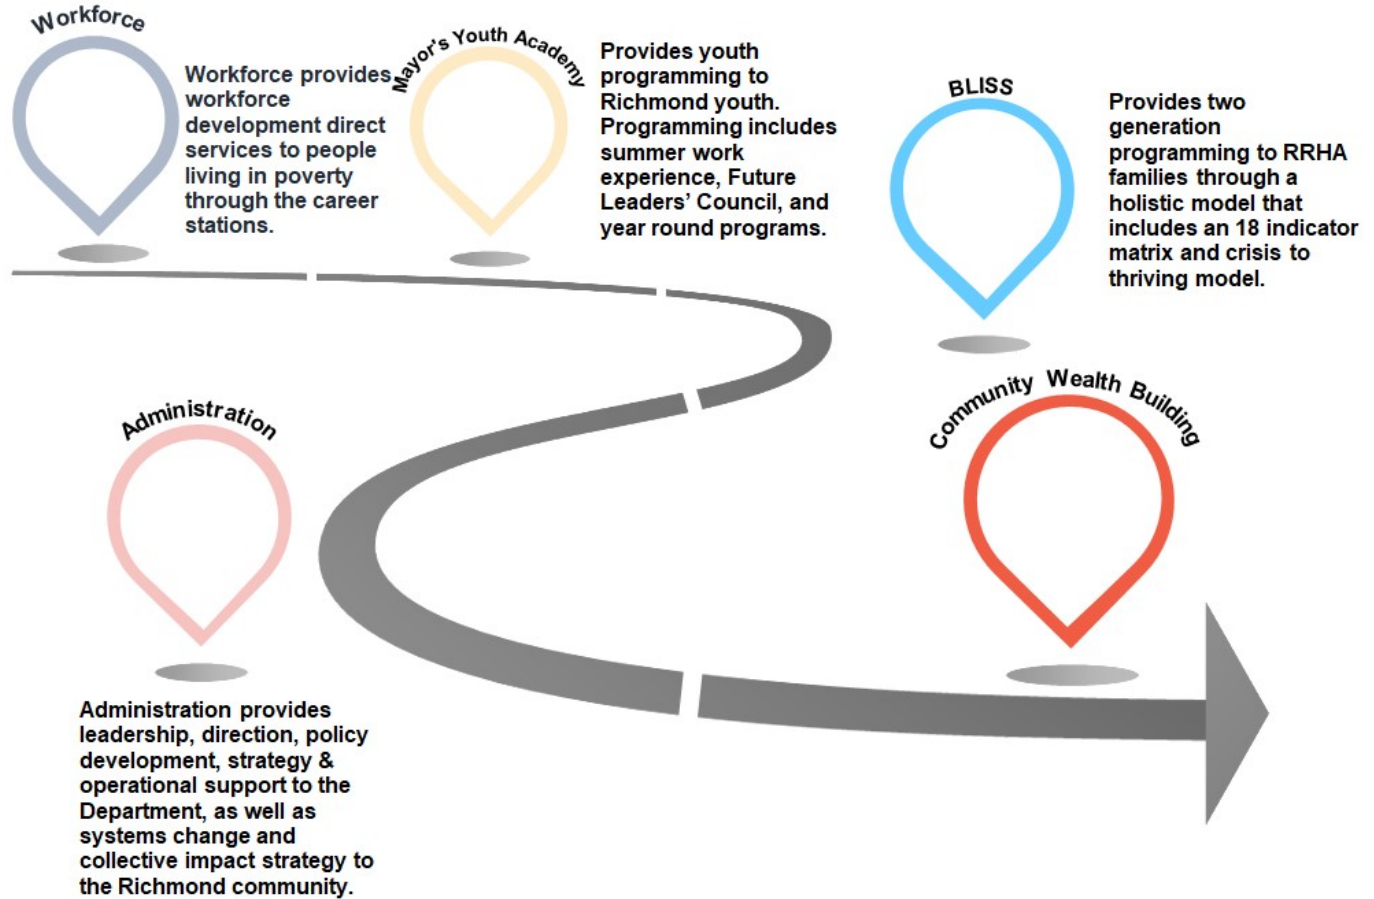 Workforce
Workforce provides
workforce
development direct
services to people
living in poverty
through the career
stations.
Mayor's Youth Academy
Provides youth
programming to
Richmond youth.
Programming includes
summer work
experience, Future
Leaders’ Council, and
year round programs.
BLISS
Provides two
generation
programming to RRHA
families through a
holistic model that
includes an 18 indicator
matrix and crisis to
thriving model.
Administration
Administration provides
leadership, direction, policy
development, strategy &
operational support to the
Department, as well as
systems change and
collective impact strategy to
the Richmond community.
Community Wealth Building